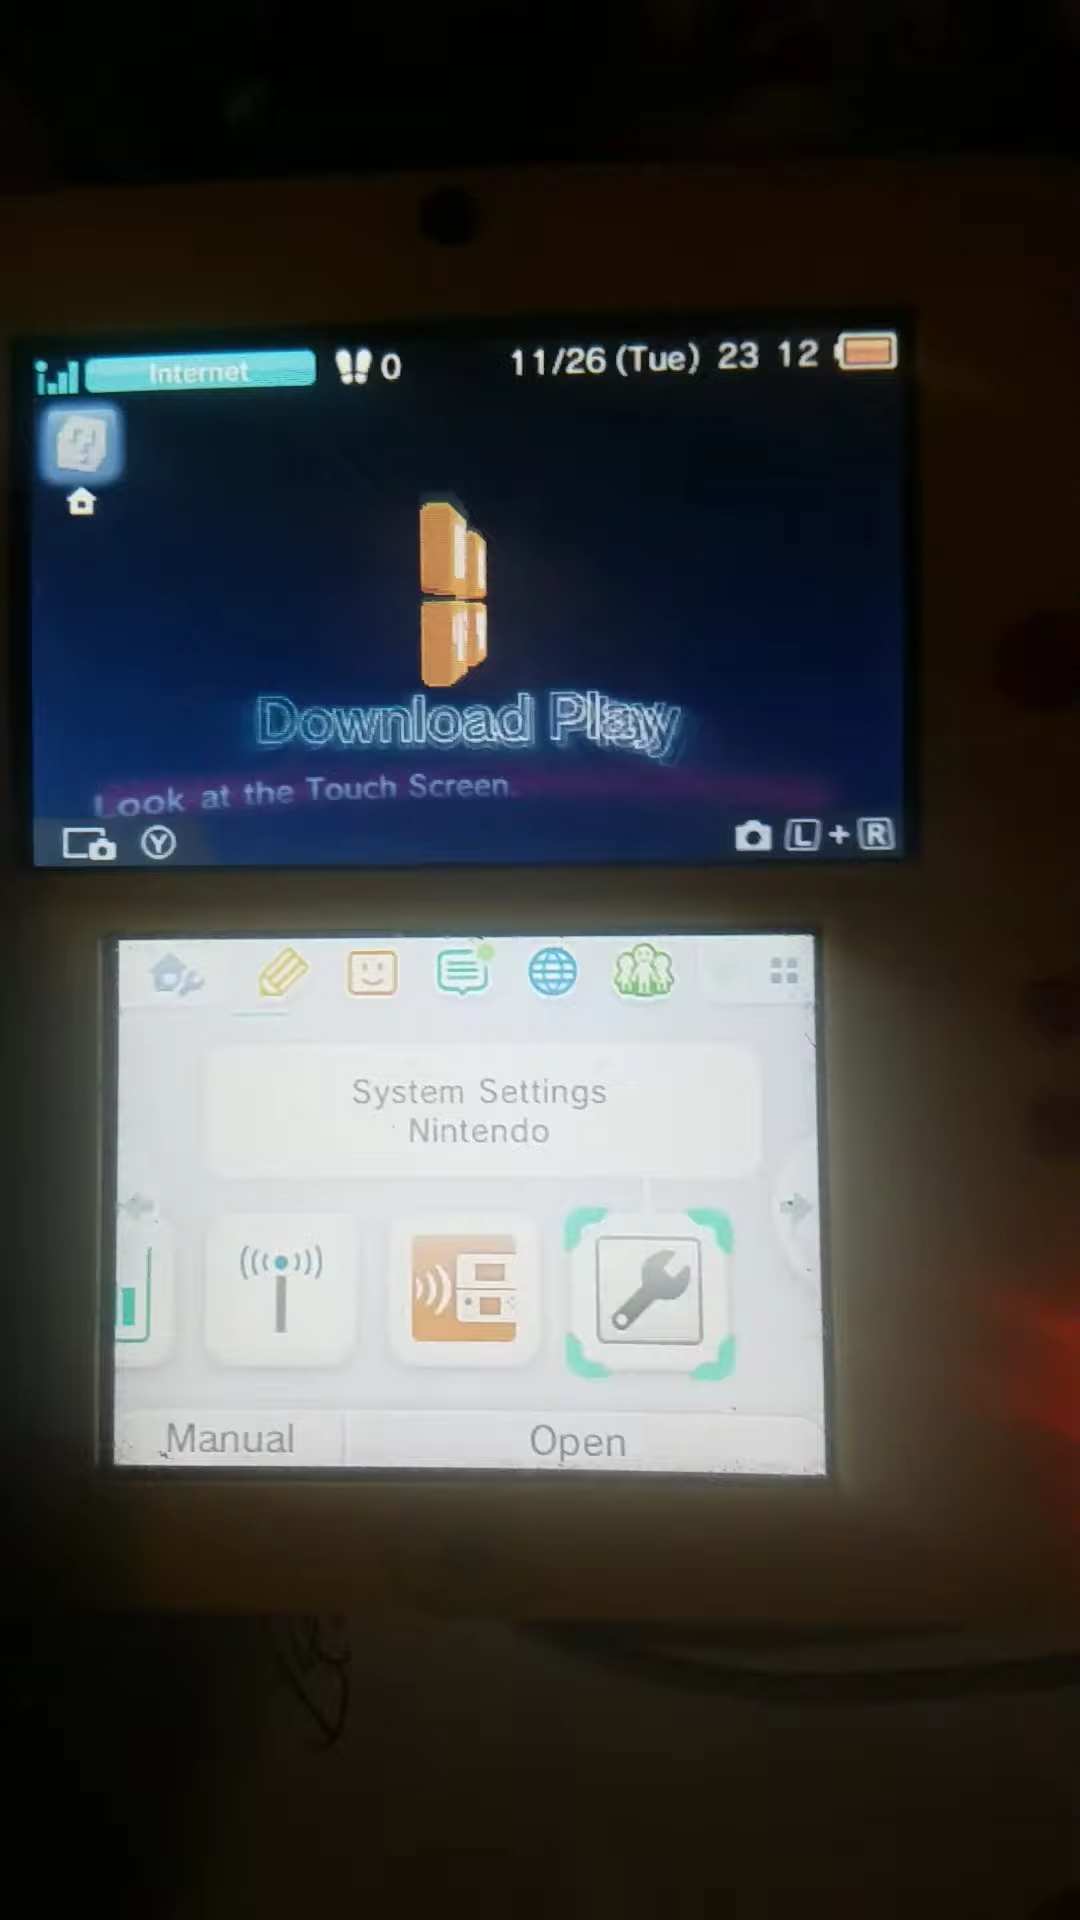 Internet
0
11/26 (Tue) 23 12
Download Play
Look at the Touch Screen.
Y
L + R
System Settings
Nintendo
Manual
Open